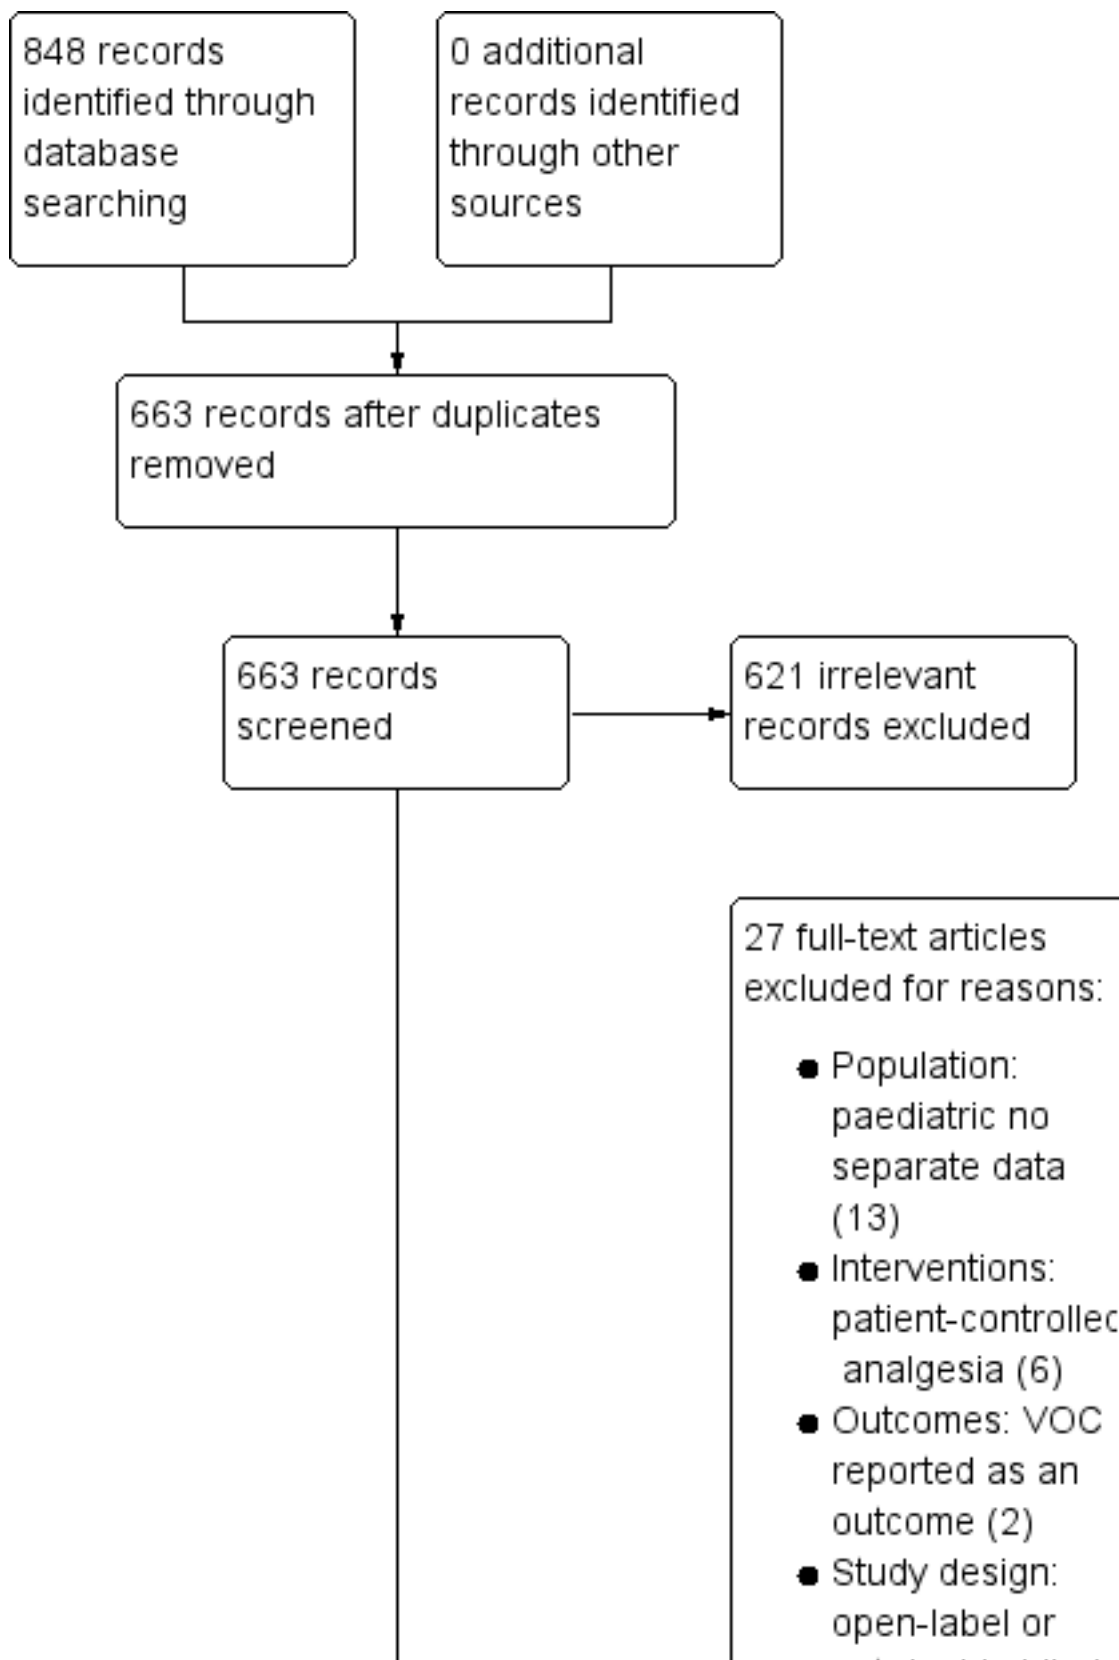 848 records
identified through
database
searching
0 additional
records identified
through other
sources
663 records after duplicates
removed
663 records
screened
621 irrelevant
records excluded
27 full-text articles
excluded for reasons:
● Population:
paediatric no
separate data
(13)
● Interventions:
patient-controlled
analgesia (6)
● Outcomes: VOC
reported as an
outcome (2)
● Study design:
open-label or